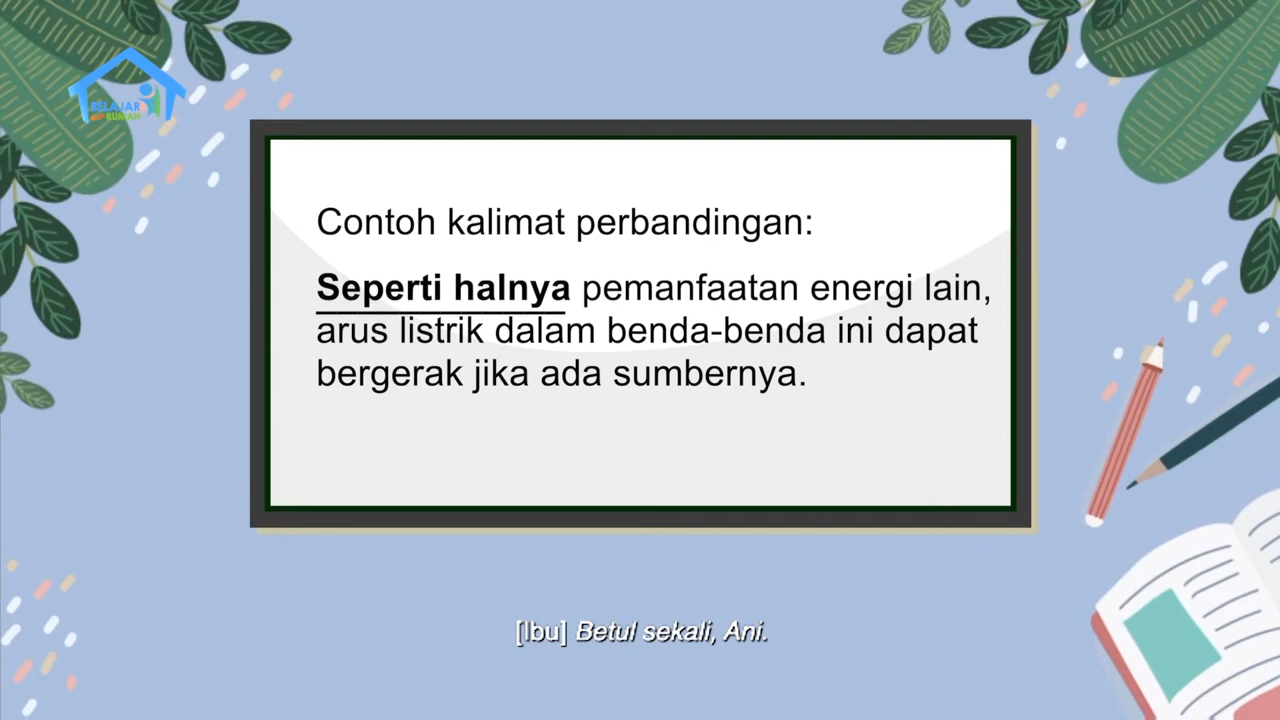 BELAJAR
RUMAH
Contoh kalimat perbandingan:
Seperti halnya pemanfaatan energi lain,
arus listrik dalam benda-benda ini dapat
bergerak jika ada sumbernya.
[Ibu] Betul sekali, Ani.